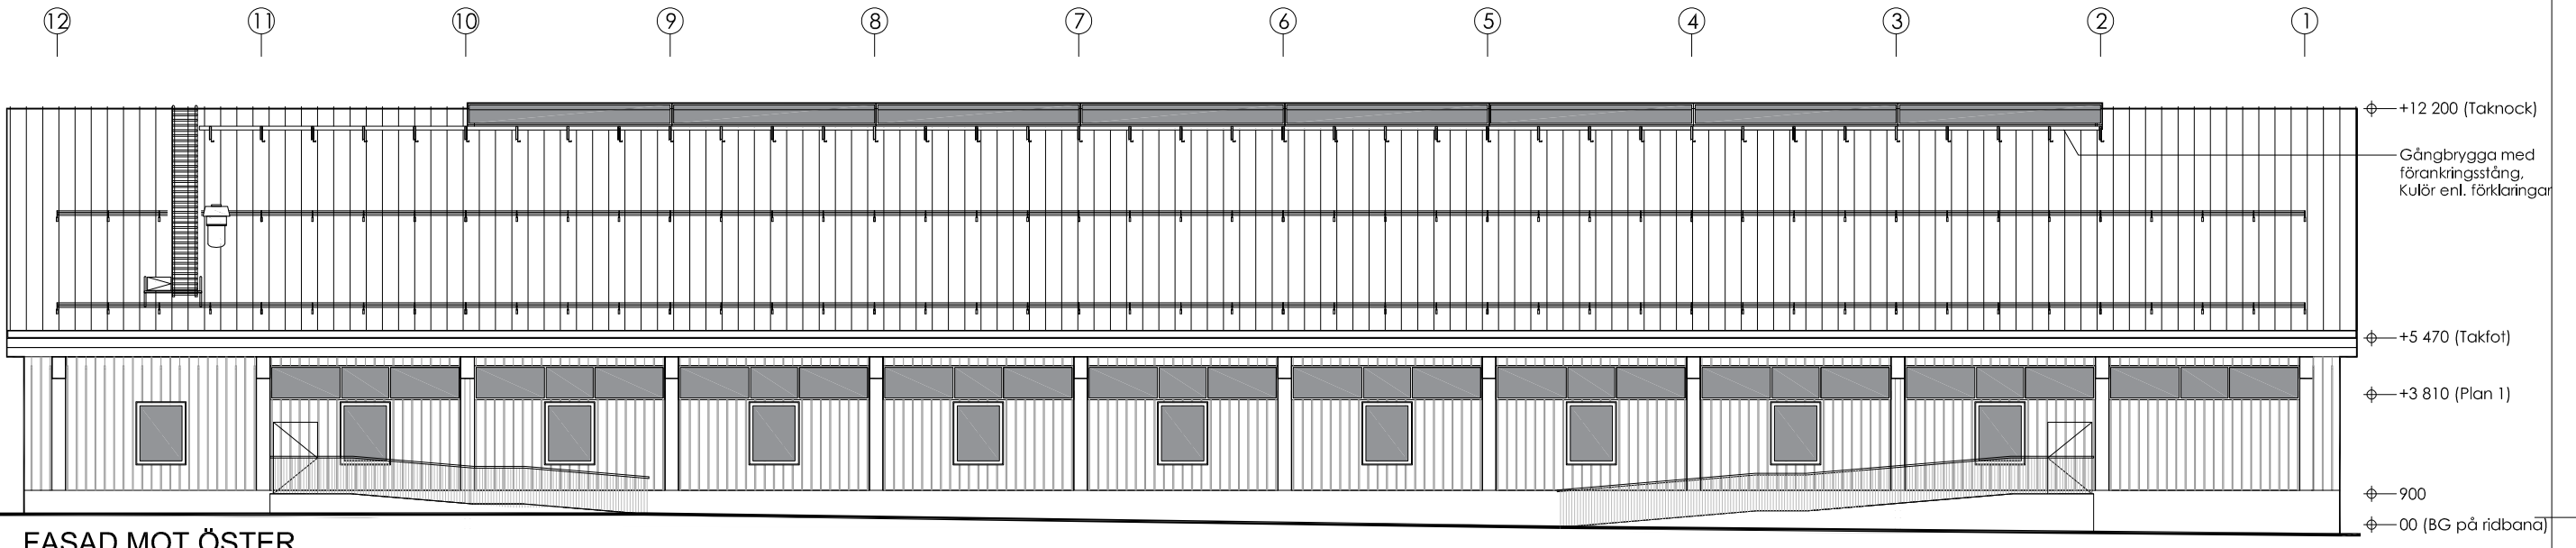 12 11 10 9 8 7 6 5 4 3 2 1
+12 200 (Taknock)
Gångbrygga med
förankringsstång,
Kulör enl. förklaringar
+5 470 (Takfot)
+3 810 (Plan 1)
900
00 (BG på ridbana)
FASAD MOT ÖSTER